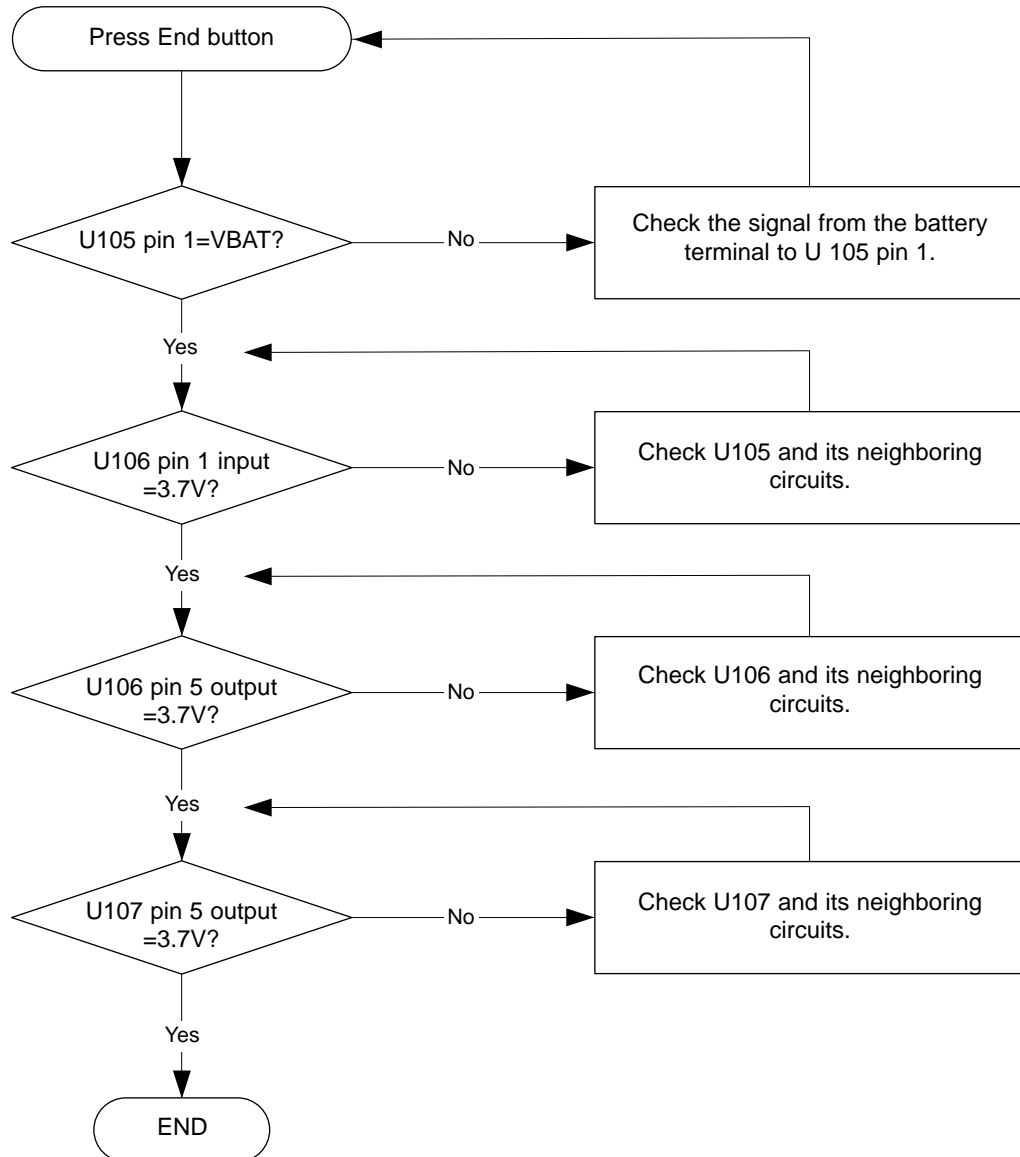 Press End button
U105 pin 1=VBAT?
No
Check the signal from the battery
terminal to U 105 pin 1.
Yes
U106 pin 1 input
=3.7V?
No
Check U105 and its neighboring
circuits.
Yes
U106 pin 5 output
=3.7V?
No
Check U106 and its neighboring
circuits.
Yes
U107 pin 5 output
=3.7V?
No
Check U107 and its neighboring
circuits.
Yes
END